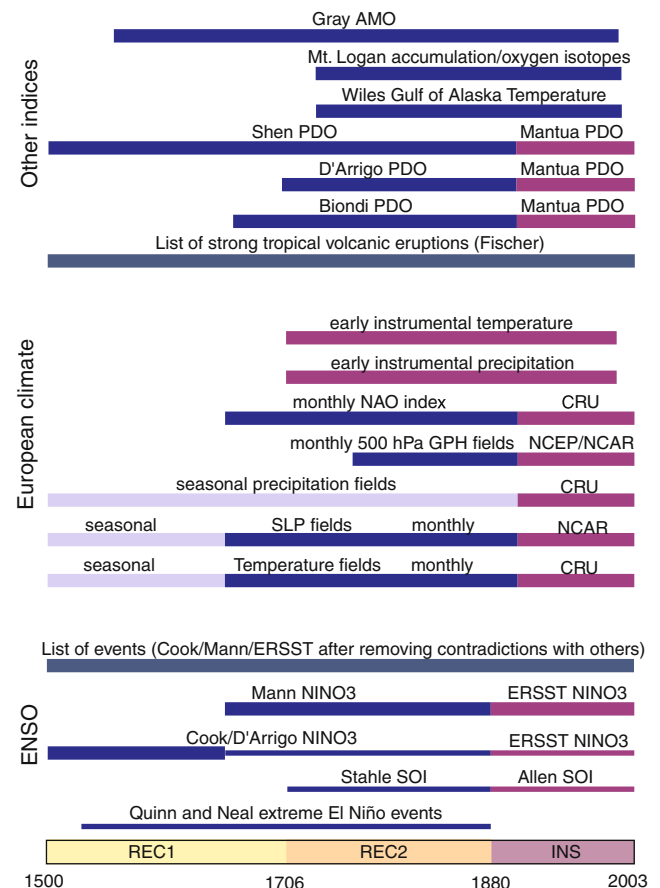 Other indices
Gray AMO
Mt. Logan accumulation/oxygen isotopes
Wiles Gulf of Alaska Temperature
Shen PDO Mantua PDO
D'Arrigo PDO Mantua PDO
Biondi PDO Mantua PDO
List of strong tropical volcanic eruptions (Fischer)
European climate
early instrumental temperature
early instrumental precipitation
monthly NAO index CRU
monthly 500 hPa GPH fields NCEP/NCAR
seasonal precipitation fields CRU
seasonal SLP fields monthly NCAR
seasonal Temperature fields monthly CRU
ENSO
List of events (Cook/Mann/ERSST after removing contradictions with others)
Mann NINO3 ERSST NINO3
Cook/D'Arrigo NINO3 ERSST NINO3
Stahle SOI Allen SOI
Quinn and Neal extreme El Niño events
REC1 REC2 INS
1500 1706 1880 2003